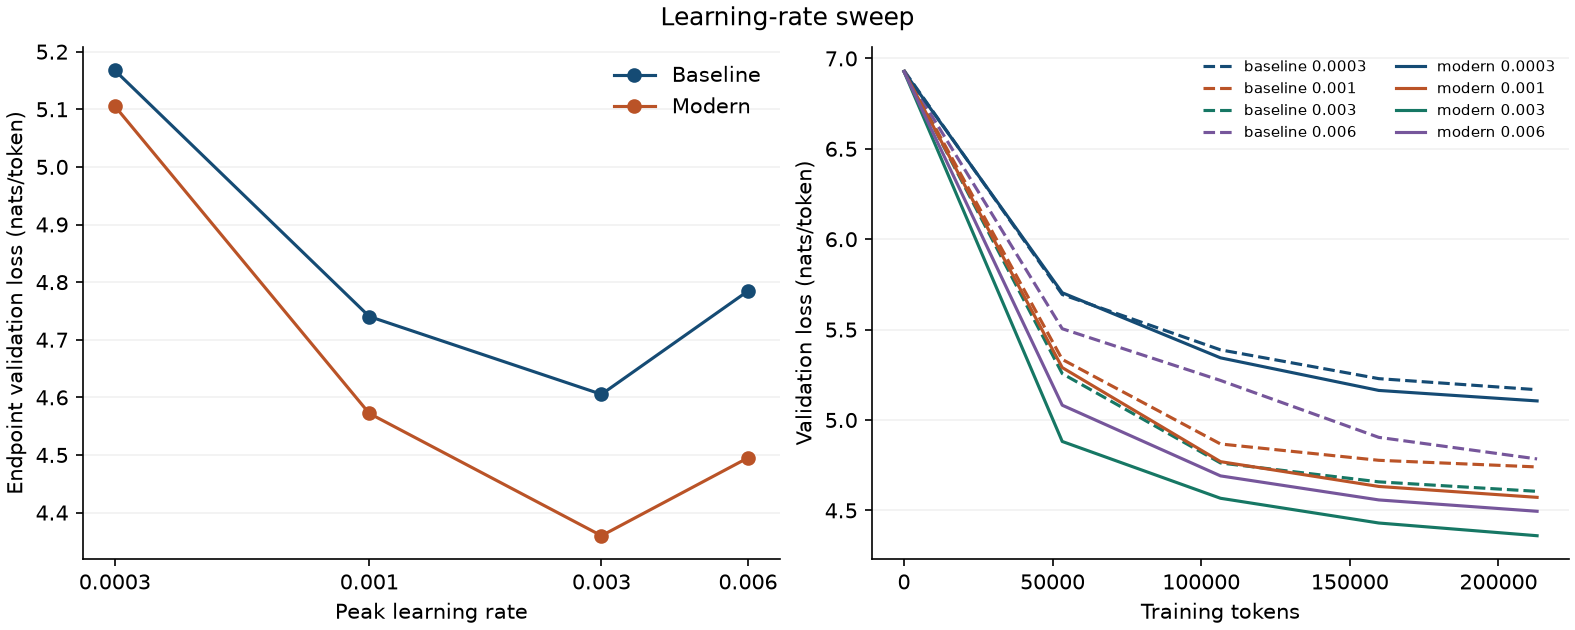 Learning-rate sweep
Endpoint validation loss (nats/token)
5.2
5.1
5.0
4.9
4.8
4.7
4.6
4.5
4.4
Baseline
Modern
0.0003
0.001
0.003
0.006
Peak learning rate
Validation loss (nats/token)
7.0
6.5
6.0
5.5
5.0
4.5
baseline 0.0003
baseline 0.001
baseline 0.003
baseline 0.006
modern 0.0003
modern 0.001
modern 0.003
modern 0.006
0
50000
100000
150000
200000
Training tokens